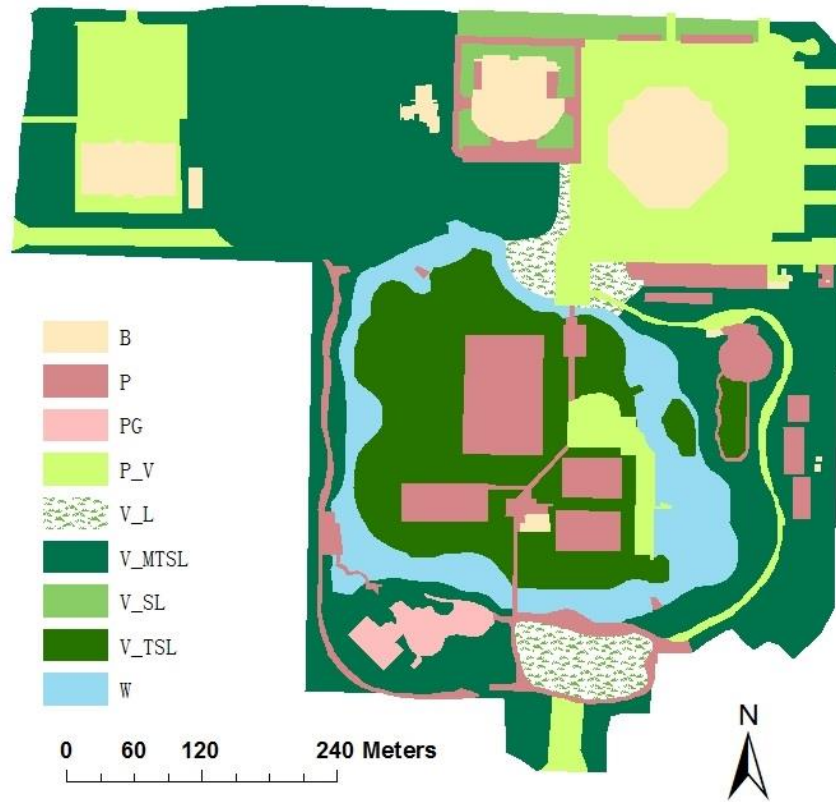 B
P
PG
P_V
V_L
V_MTSL
V_SL
V_TSL
W
N
0 60 120 240 Meters